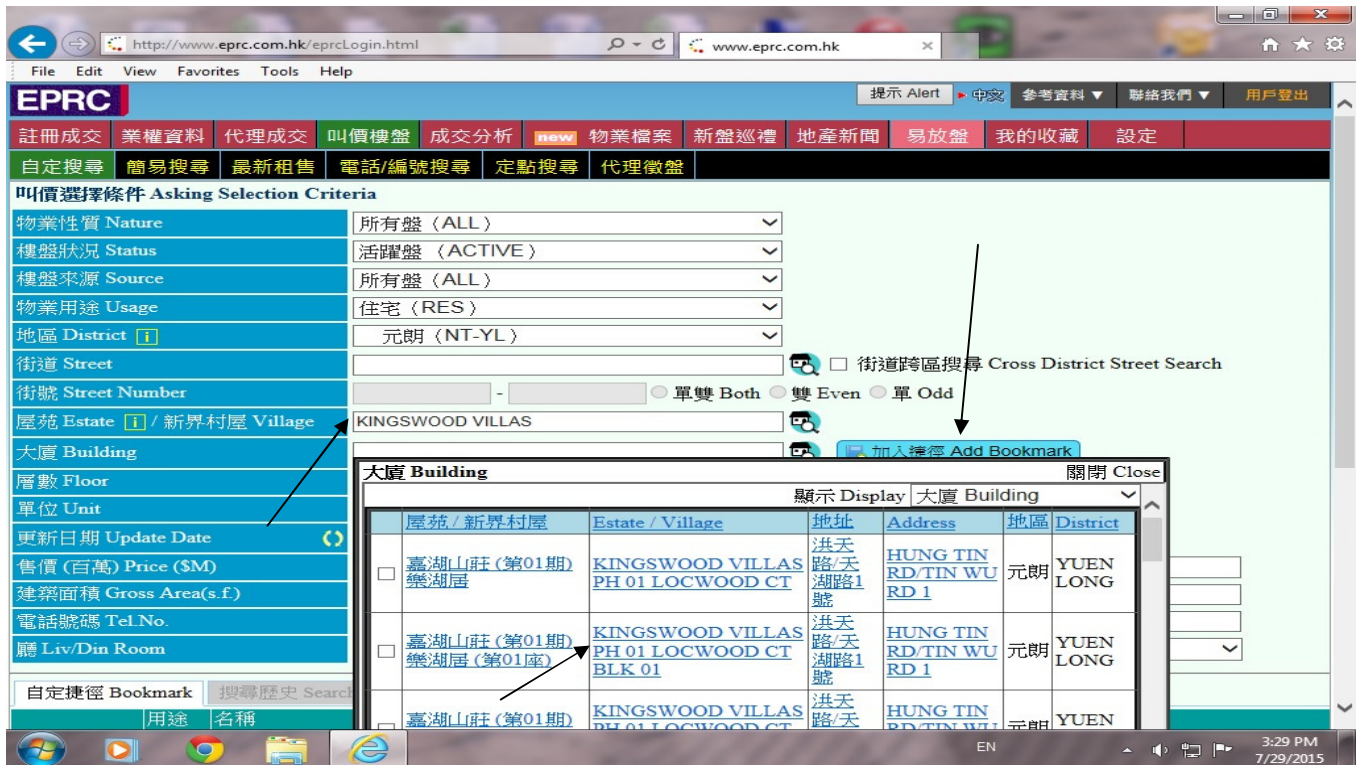 http://www.eprc.com.hk/eprcLogin.html
www.eprc.com.hk
File Edit View Favorites Tools Help
EPRC
提示 Alert 中文 參考資料 ▼ 聯絡我們 ▼ 用戶登出
註冊成交 業權資料 代理成交 叫價樓盤 成交分析 new 物業檔案 新盤巡禮 地產新聞 易放盤 我的收藏 設定
自定搜尋 簡易搜尋 最新租售 電話/編號搜尋 定點搜尋 代理徵盤
叫價選擇條件 Asking Selection Criteria
物業性質 Nature 所有盤 (ALL)
樓盤狀況 Status 活躍盤 (ACTIVE)
樓盤來源 Source 所有盤 (ALL)
物業用途 Usage 住宅 (RES)
地區 District i 元朗 (NT-YL)
街道 Street 街道跨區搜尋 Cross District Street Search
街號 Street Number - 單雙 Both 雙 Even 單 Odd
屋苑 Estate i / 新界村屋 Village KINGSWOOD VILLAS
大廈 Building 加入捷徑 Add Bookmark
層數 Floor
單位 Unit
更新日期 Update Date
售價 (百萬) Price ($M)
建築面積 Gross Area(s.f.)
電話號碼 Tel.No.
廳 Liv/Din Room
大廈 Building 關閉 Close
顯示 Display 大廈 Building
屋苑 / 新界村屋 Estate / Village 地址 Address 地區 District
嘉湖山莊 (第01期) 樂湖居
KINGSWOOD VILLAS PH 01 LOCWOOD CT
洪天路/天湖路1號
HUNG TIN RD/TIN WU RD 1
元朗
YUEN LONG
嘉湖山莊 (第01期) 樂湖居 (第01座)
KINGSWOOD VILLAS PH 01 LOCWOOD CT BLK 01
洪天路/天湖路1號
HUNG TIN RD/TIN WU RD 1
元朗
YUEN LONG
嘉湖山莊 (第01期)
KINGSWOOD VILLAS PH 01 LOCWOOD CT
洪天路/天
HUNG TIN RD/TIN WU
元朗
YUEN
自定捷徑 Bookmark 搜尋歷史 Search
用途 名稱
EN
3:29 PM
7/29/2015